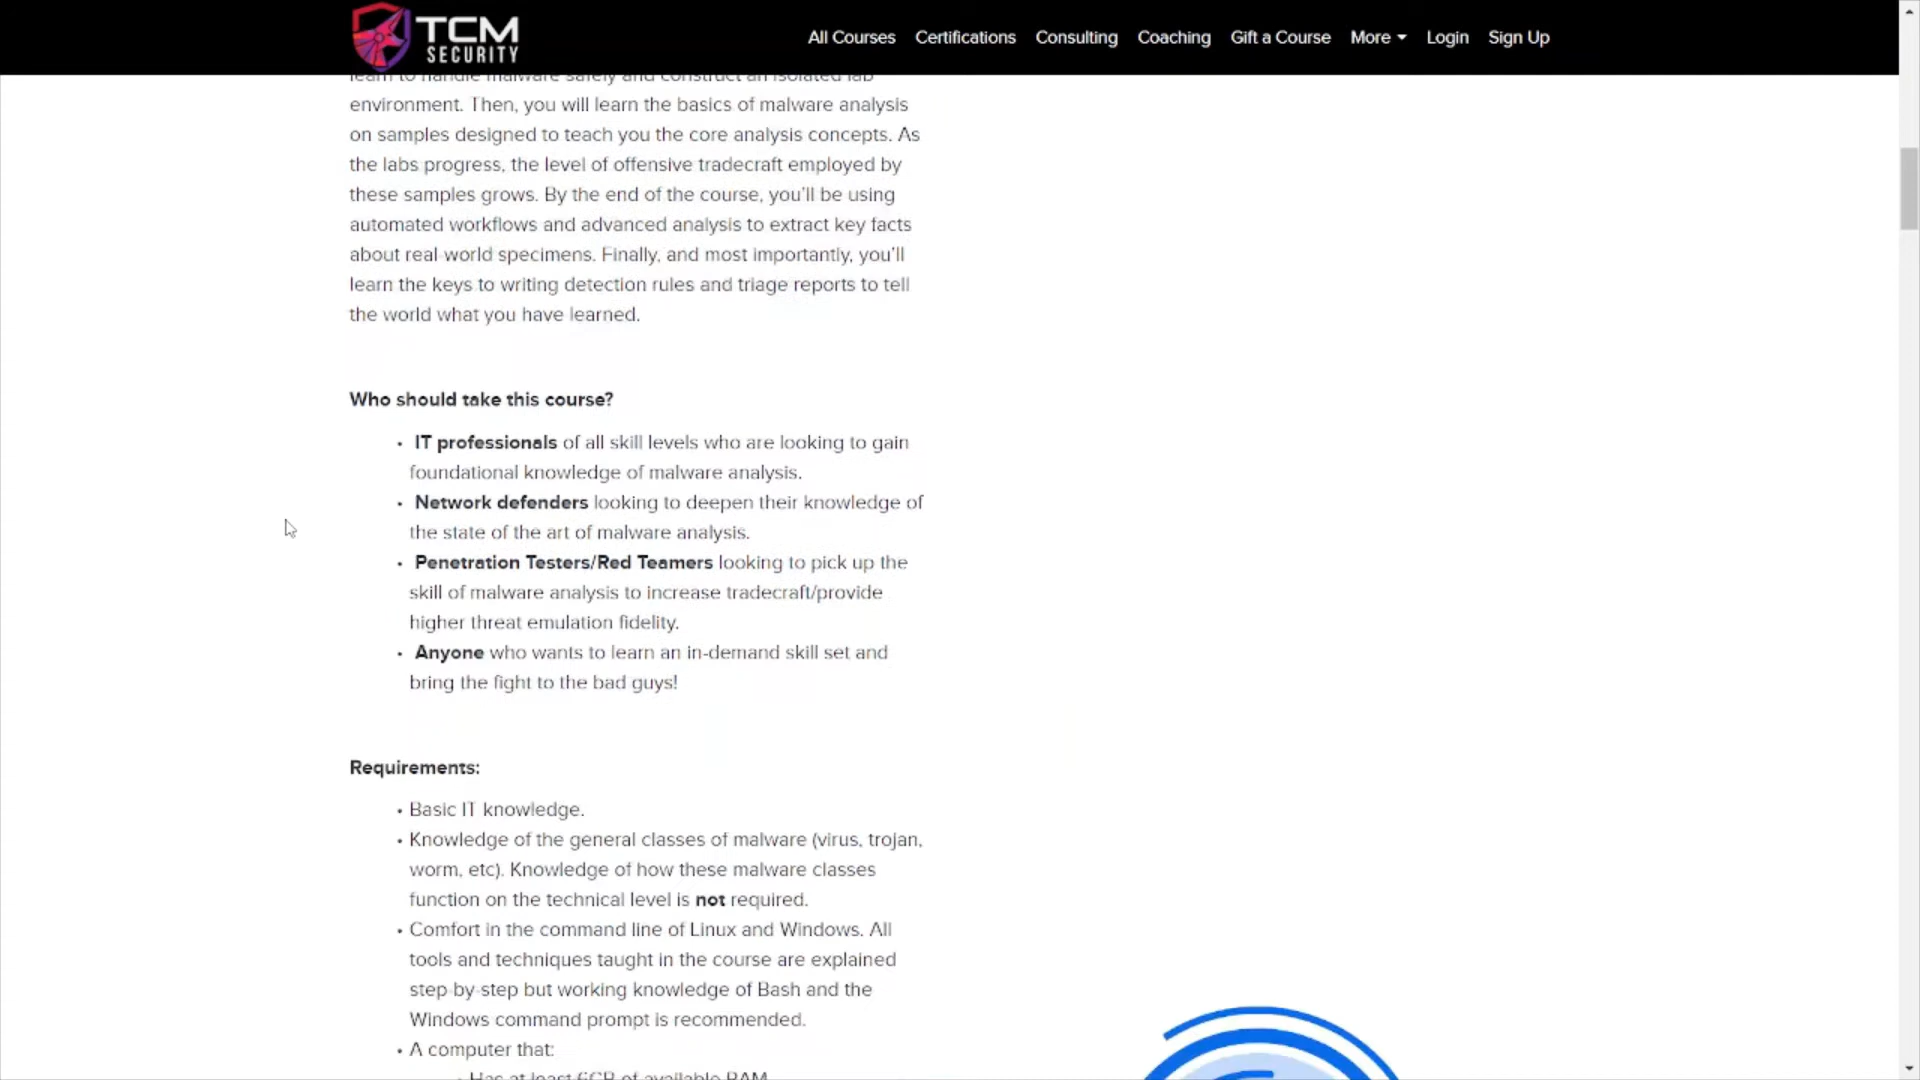 TCM
SECURITY
All Courses Certifications Consulting Coaching Gift a Course More Login Sign Up
learn to handle malware safely and construct an isolated lab
environment. Then, you will learn the basics of malware analysis
on samples designed to teach you the core analysis concepts. As
the labs progress, the level of offensive tradecraft employed by
these samples grows. By the end of the course, you'll be using
automated workflows and advanced analysis to extract key facts
about real-world specimens. Finally, and most importantly, you'll
learn the keys to writing detection rules and triage reports to tell
the world what you have learned.
Who should take this course?
• IT professionals of all skill levels who are looking to gain
foundational knowledge of malware analysis.
• Network defenders looking to deepen their knowledge of
the state of the art of malware analysis.
• Penetration Testers/Red Teamers looking to pick up the
skill of malware analysis to increase tradecraft/provide
higher threat emulation fidelity.
• Anyone who wants to learn an in-demand skill set and
bring the fight to the bad guys!
Requirements:
• Basic IT knowledge.
• Knowledge of the general classes of malware (virus, trojan,
worm, etc). Knowledge of how these malware classes
function on the technical level is not required.
• Comfort in the command line of Linux and Windows. All
tools and techniques taught in the course are explained
step-by-step but working knowledge of Bash and the
Windows command prompt is recommended.
• A computer that:
• Has at least 6GB of available RAM